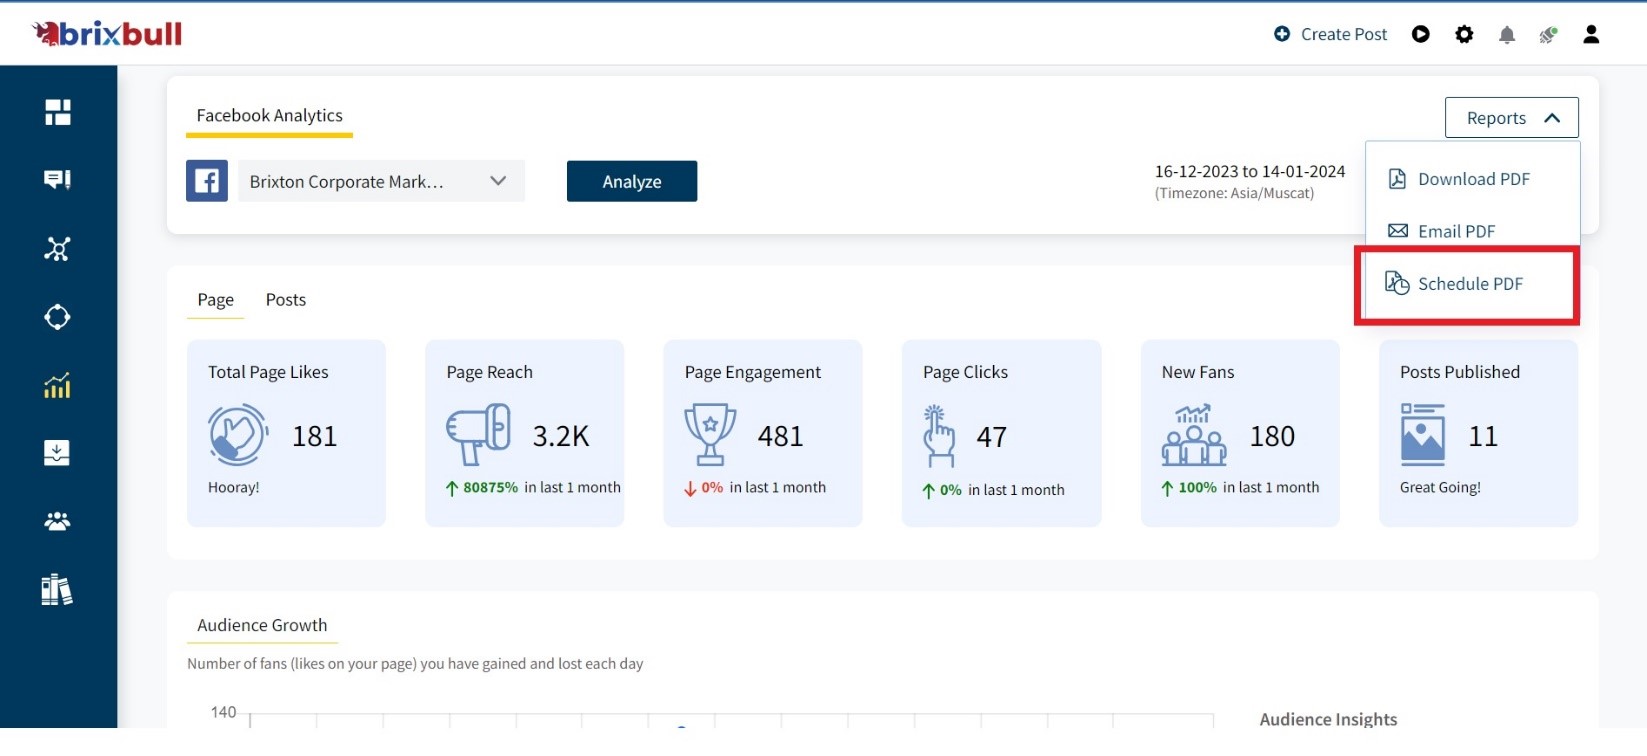 brixbull
Create Post
Facebook Analytics
Reports
Brixton Corporate Mark...
Analyze
16-12-2023 to 14-01-2024
(Timezone: Asia/Muscat)
Download PDF
Email PDF
Schedule PDF
Page
Posts
Total Page Likes
181
Hooray!
Page Reach
3.2K
80875% in last 1 month
Page Engagement
481
0% in last 1 month
Page Clicks
47
0% in last 1 month
New Fans
180
100% in last 1 month
Posts Published
11
Great Going!
Audience Growth
Number of fans (likes on your page) you have gained and lost each day
140
Audience Insights